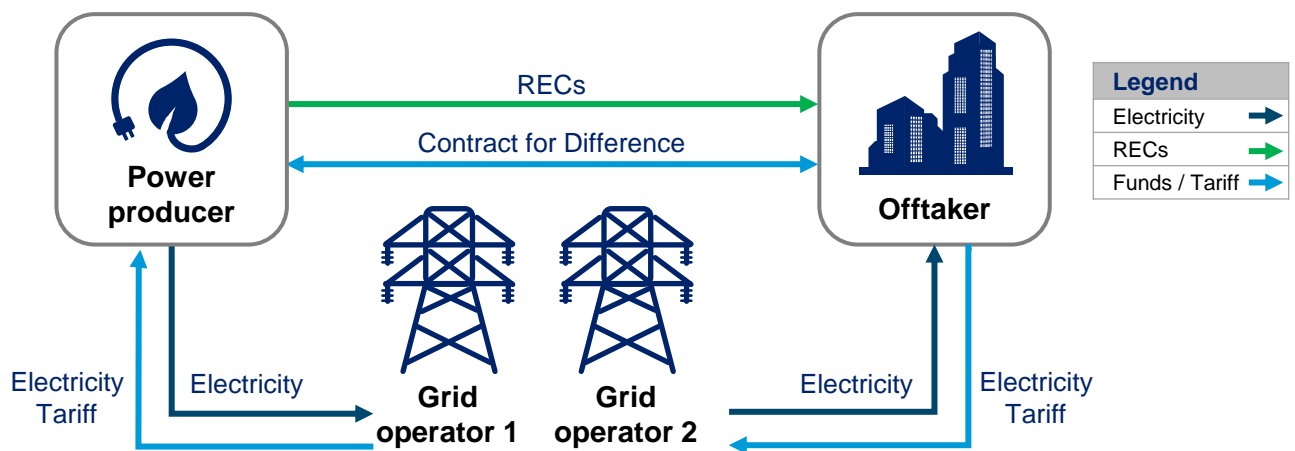 RECs
Contract for Difference
Power
producer
Offtaker
Legend
Electricity
RECs
Funds / Tariff
Electricity
Tariff
Electricity
Grid
operator 1
Grid
operator 2
Electricity
Electricity
Tariff